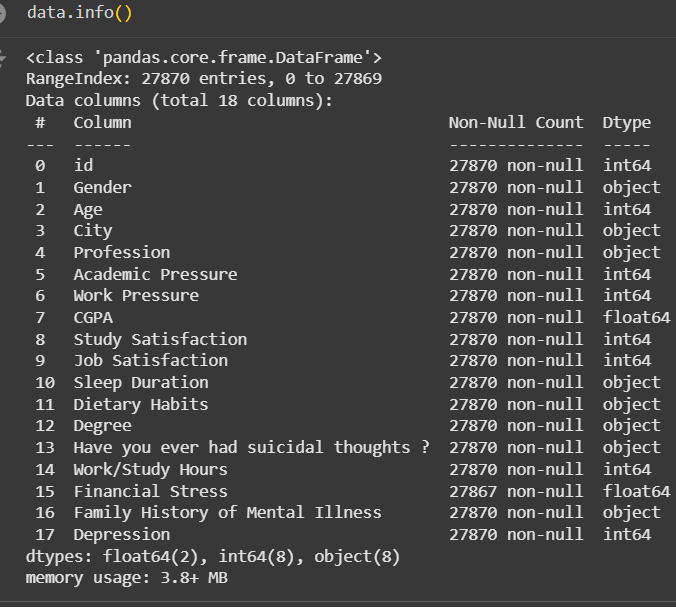 data.info()
<class 'pandas.core.frame.DataFrame'>
RangeIndex: 27870 entries, 0 to 27869
Data columns (total 18 columns):
 #   Column                                 Non-Null Count  Dtype
---  ------                                 --------------  -----
 0   id                                     27870 non-null  int64
 1   Gender                                 27870 non-null  object
 2   Age                                    27870 non-null  int64
 3   City                                   27870 non-null  object
 4   Profession                             27870 non-null  object
 5   Academic Pressure                      27870 non-null  int64
 6   Work Pressure                          27870 non-null  int64
 7   CGPA                                   27870 non-null  float64
 8   Study Satisfaction                     27870 non-null  int64
 9   Job Satisfaction                       27870 non-null  int64
 10  Sleep Duration                         27870 non-null  object
 11  Dietary Habits                         27870 non-null  object
 12  Degree                                 27870 non-null  object
 13  Have you ever had suicidal thoughts ?  27870 non-null  object
 14  Work/Study Hours                       27870 non-null  int64
 15  Financial Stress                       27867 non-null  float64
 16  Family History of Mental Illness       27870 non-null  object
 17  Depression                             27870 non-null  int64
dtypes: float64(2), int64(8), object(8)
memory usage: 3.8+ MB